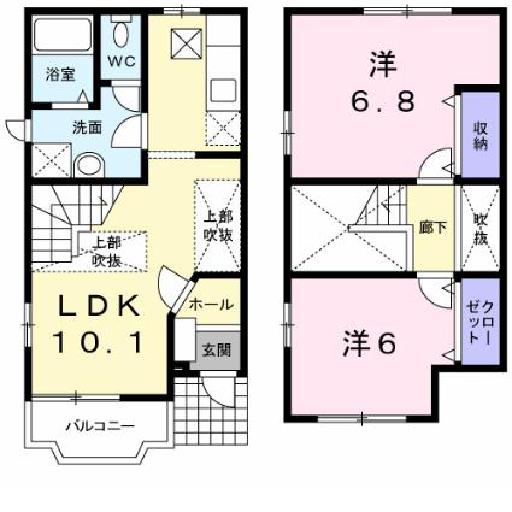 浴室
WC
洗面
上部
吹抜
上部
吹抜
LDK
10.1
ホール
玄関
バルコニー
洋
6.8
収納
廊下
吹抜
洋6
クローゼット